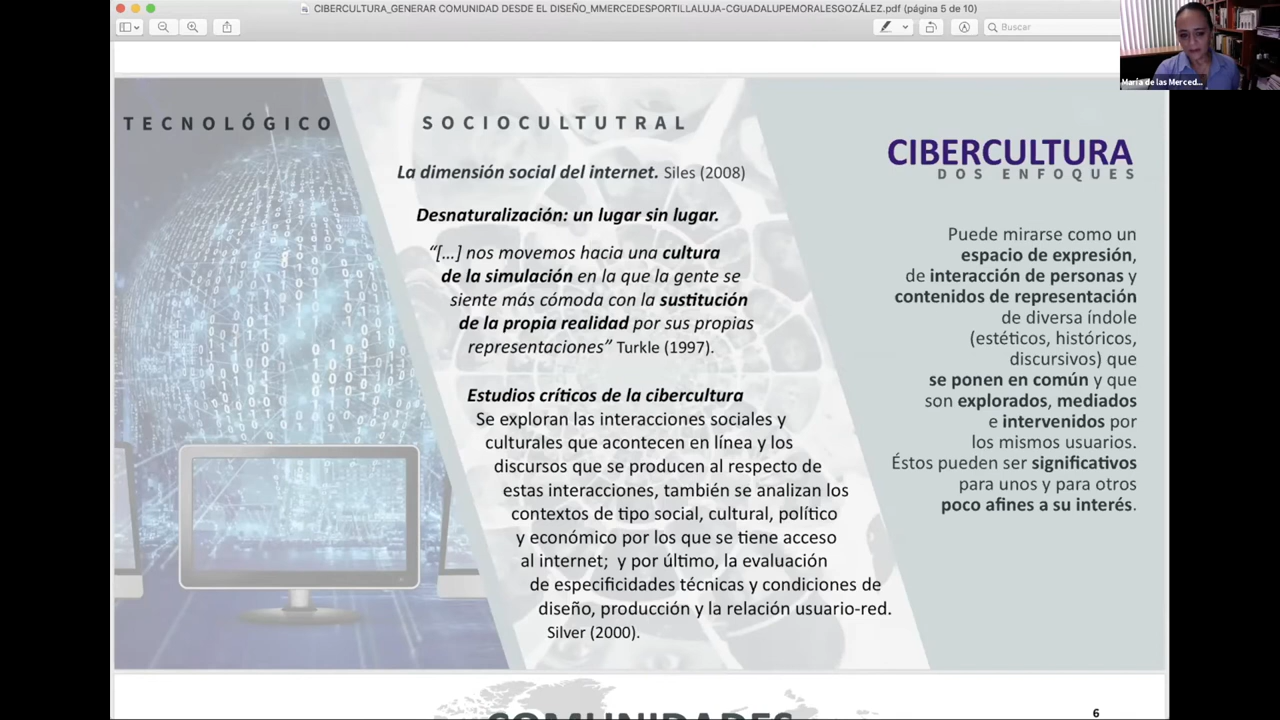 CIBERCULTURA_GENERAR COMUNIDAD DESDE EL DISEÑO_MMERCEDESPORTILLALUJA-CGUADALUPEMORALESGOZÁLEZ.pdf (página 5 de 10)
Buscar
María de las Merced...
TECNOLÓGICO
SOCIOCULTUTRAL
La dimensión social del internet. Siles (2008)
Desnaturalización: un lugar sin lugar.
“[...] nos movemos hacia una cultura
de la simulación en la que la gente se
siente más cómoda con la sustitución
de la propia realidad por sus propias
representaciones” Turkle (1997).
Estudios críticos de la cibercultura
Se exploran las interacciones sociales y
culturales que acontecen en línea y los
discursos que se producen al respecto de
estas interacciones, también se analizan los
contextos de tipo social, cultural, político
y económico por los que se tiene acceso
al internet; y por último, la evaluación
de especificidades técnicas y condiciones de
diseño, producción y la relación usuario-red.
Silver (2000).
CIBERCULTURA
DOS ENFOQUES
Puede mirarse como un
espacio de expresión,
de interacción de personas y
contenidos de representación
de diversa índole
(estéticos, históricos,
discursivos) que
se ponen en común y que
son explorados, mediados
e intervenidos por
los mismos usuarios.
Éstos pueden ser significativos
para unos y para otros
poco afines a su interés.
COMUNIDADES
6